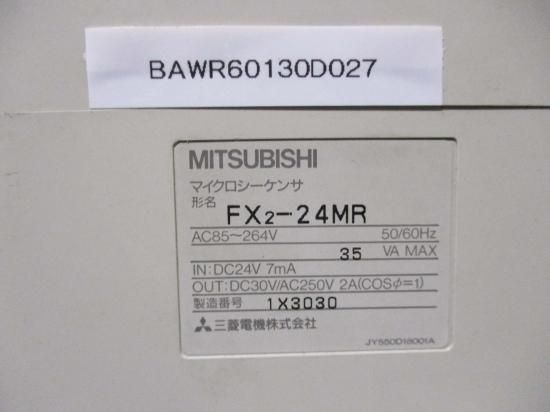 BAWR60130D027
MITSUBISHI
マイクロシーケンサ
形名 FX2-24MR
AC85~264V 50/60Hz
35 VA MAX
IN:DC24V 7mA
OUT:DC30V/AC250V 2A(COSφ=1)
製造番号 1X3030
三菱電機株式会社
JY550D16001A